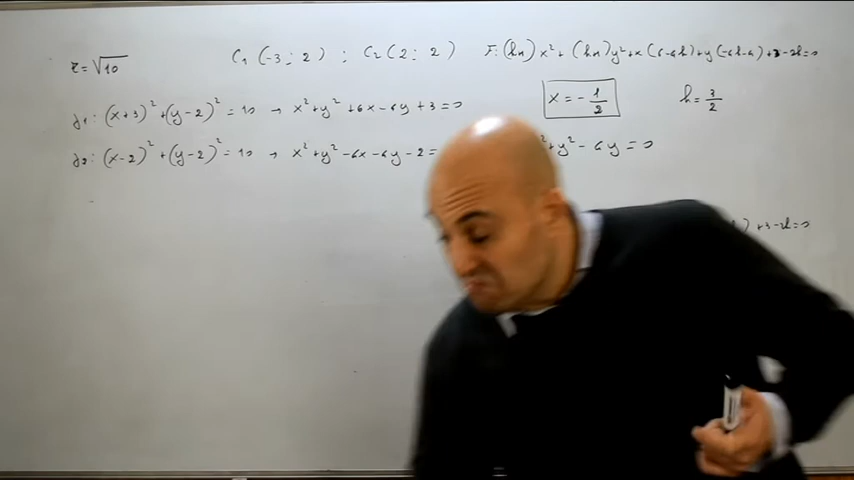 r=√10 C₁ (-3; 2) ; C₂ (2; 2) F: (k+1)x²+(k+1)y²+x(6-4k)+y(-4k-4)+3-2k=0
γ1: (x+3)²+(y-2)²=10 → x²+y²+6x-4y+3=0 x=-1/2 k=3/2
γ2: (x-2)²+(y-2)²=10 → x²+y²-4x-4y-2= +y²-4y=0
)+3-2k=0